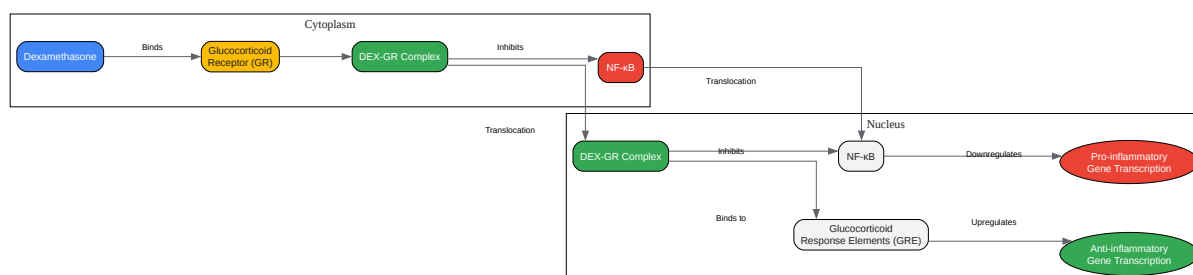 Cytoplasm
Dexamethasone
Binds
Glucocorticoid
Receptor (GR)
DEX-GR Complex
Inhibits
NF-κB
Translocation
Translocation
Nucleus
DEX-GR Complex
Inhibits
NF-κB
Downregulates
Pro-inflammatory
Gene Transcription
Binds to
Glucocorticoid
Response Elements (GRE)
Upregulates
Anti-inflammatory
Gene Transcription